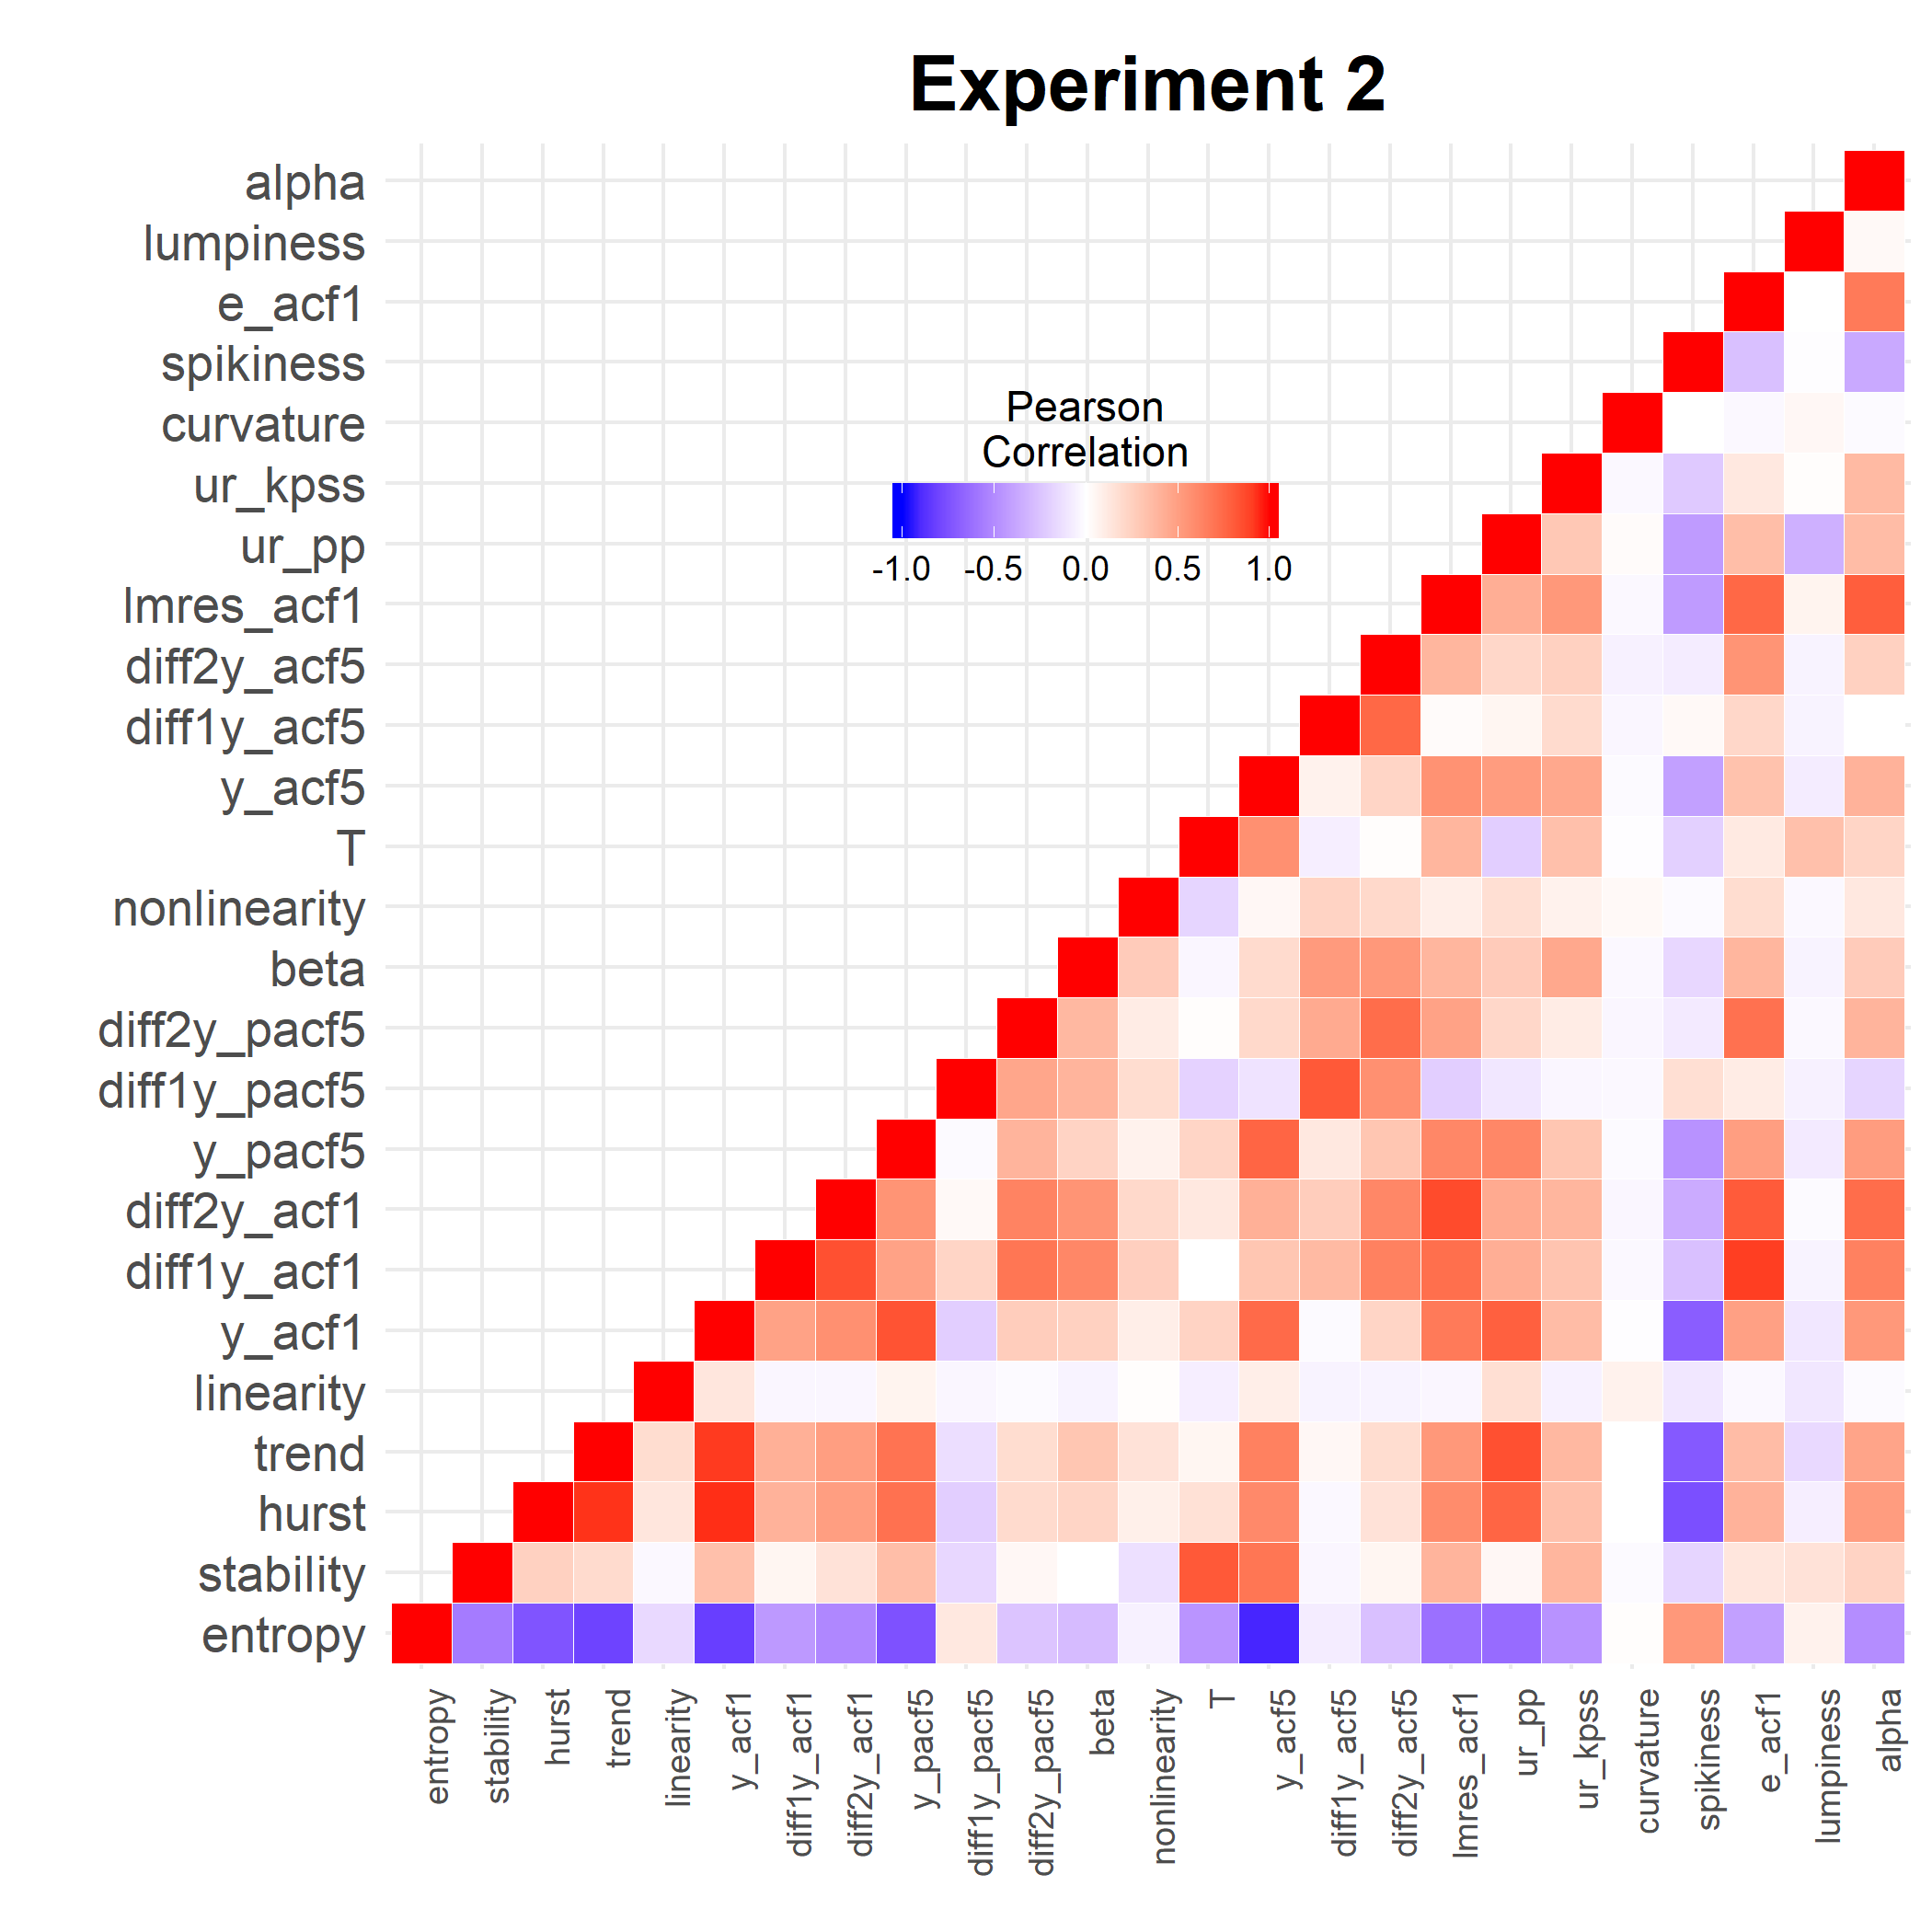 Experiment 2
alpha
lumpiness
e_acf1
spikiness
curvature
ur_kpss
ur_pp
lmres_acf1
diff2y_acf5
diff1y_acf5
y_acf5
T
nonlinearity
beta
diff2y_pacf5
diff1y_pacf5
y_pacf5
diff2y_acf1
diff1y_acf1
y_acf1
linearity
trend
hurst
stability
entropy
Pearson
Correlation
-1.0 -0.5 0.0 0.5 1.0
entropy
stability
hurst
trend
linearity
y_acf1
diff1y_acf1
diff2y_acf1
y_pacf5
diff1y_pacf5
diff2y_pacf5
beta
nonlinearity
T
y_acf5
diff1y_acf5
diff2y_acf5
lmres_acf1
ur_pp
ur_kpss
curvature
spikiness
e_acf1
lumpiness
alpha